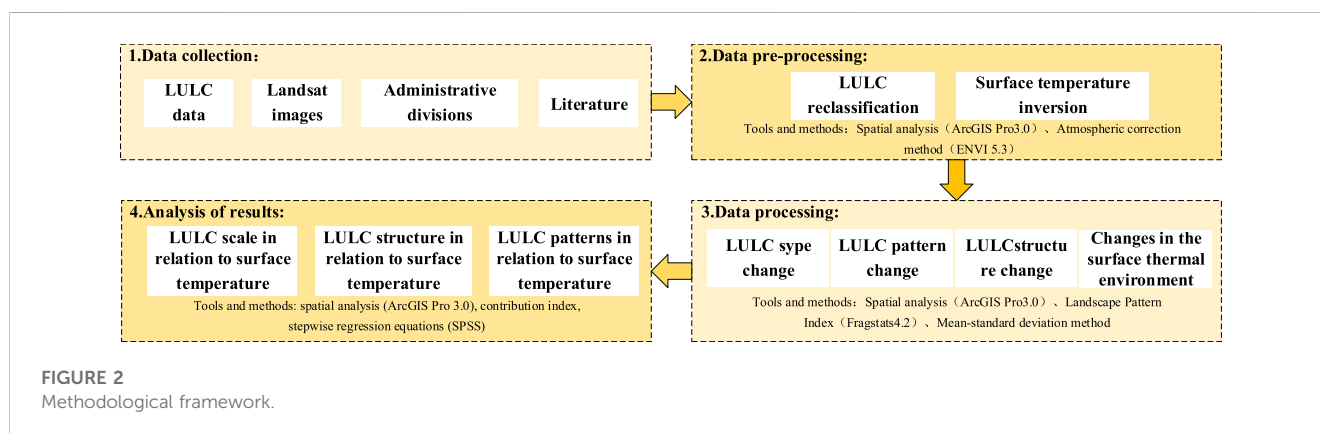 1.Data collection：
LULC
data
Landsat
images
Administrative
divisions
Literature
2.Data pre-processing:
LULC
reclassification
Surface temperature
inversion
Tools and methods：Spatial analysis（ArcGIS Pro3.0）、Atmospheric correction
method（ENVI 5.3）
3.Data processing:
LULC sype
change
LULC pattern
change
LULCstructu
re change
Changes in the
surface thermal
environment
Tools and methods：Spatial analysis（ArcGIS Pro3.0）、Landscape Pattern
Index（Fragstats4.2）、Mean-standard deviation method
4.Analysis of results:
LULC scale in
relation to surface
temperature
LULC structure in
relation to surface
temperature
LULC patterns in
relation to surface
temperature
Tools and methods: spatial analysis (ArcGIS Pro 3.0), contribution index,
stepwise regression equations (SPSS)
FIGURE 2
Methodological framework.